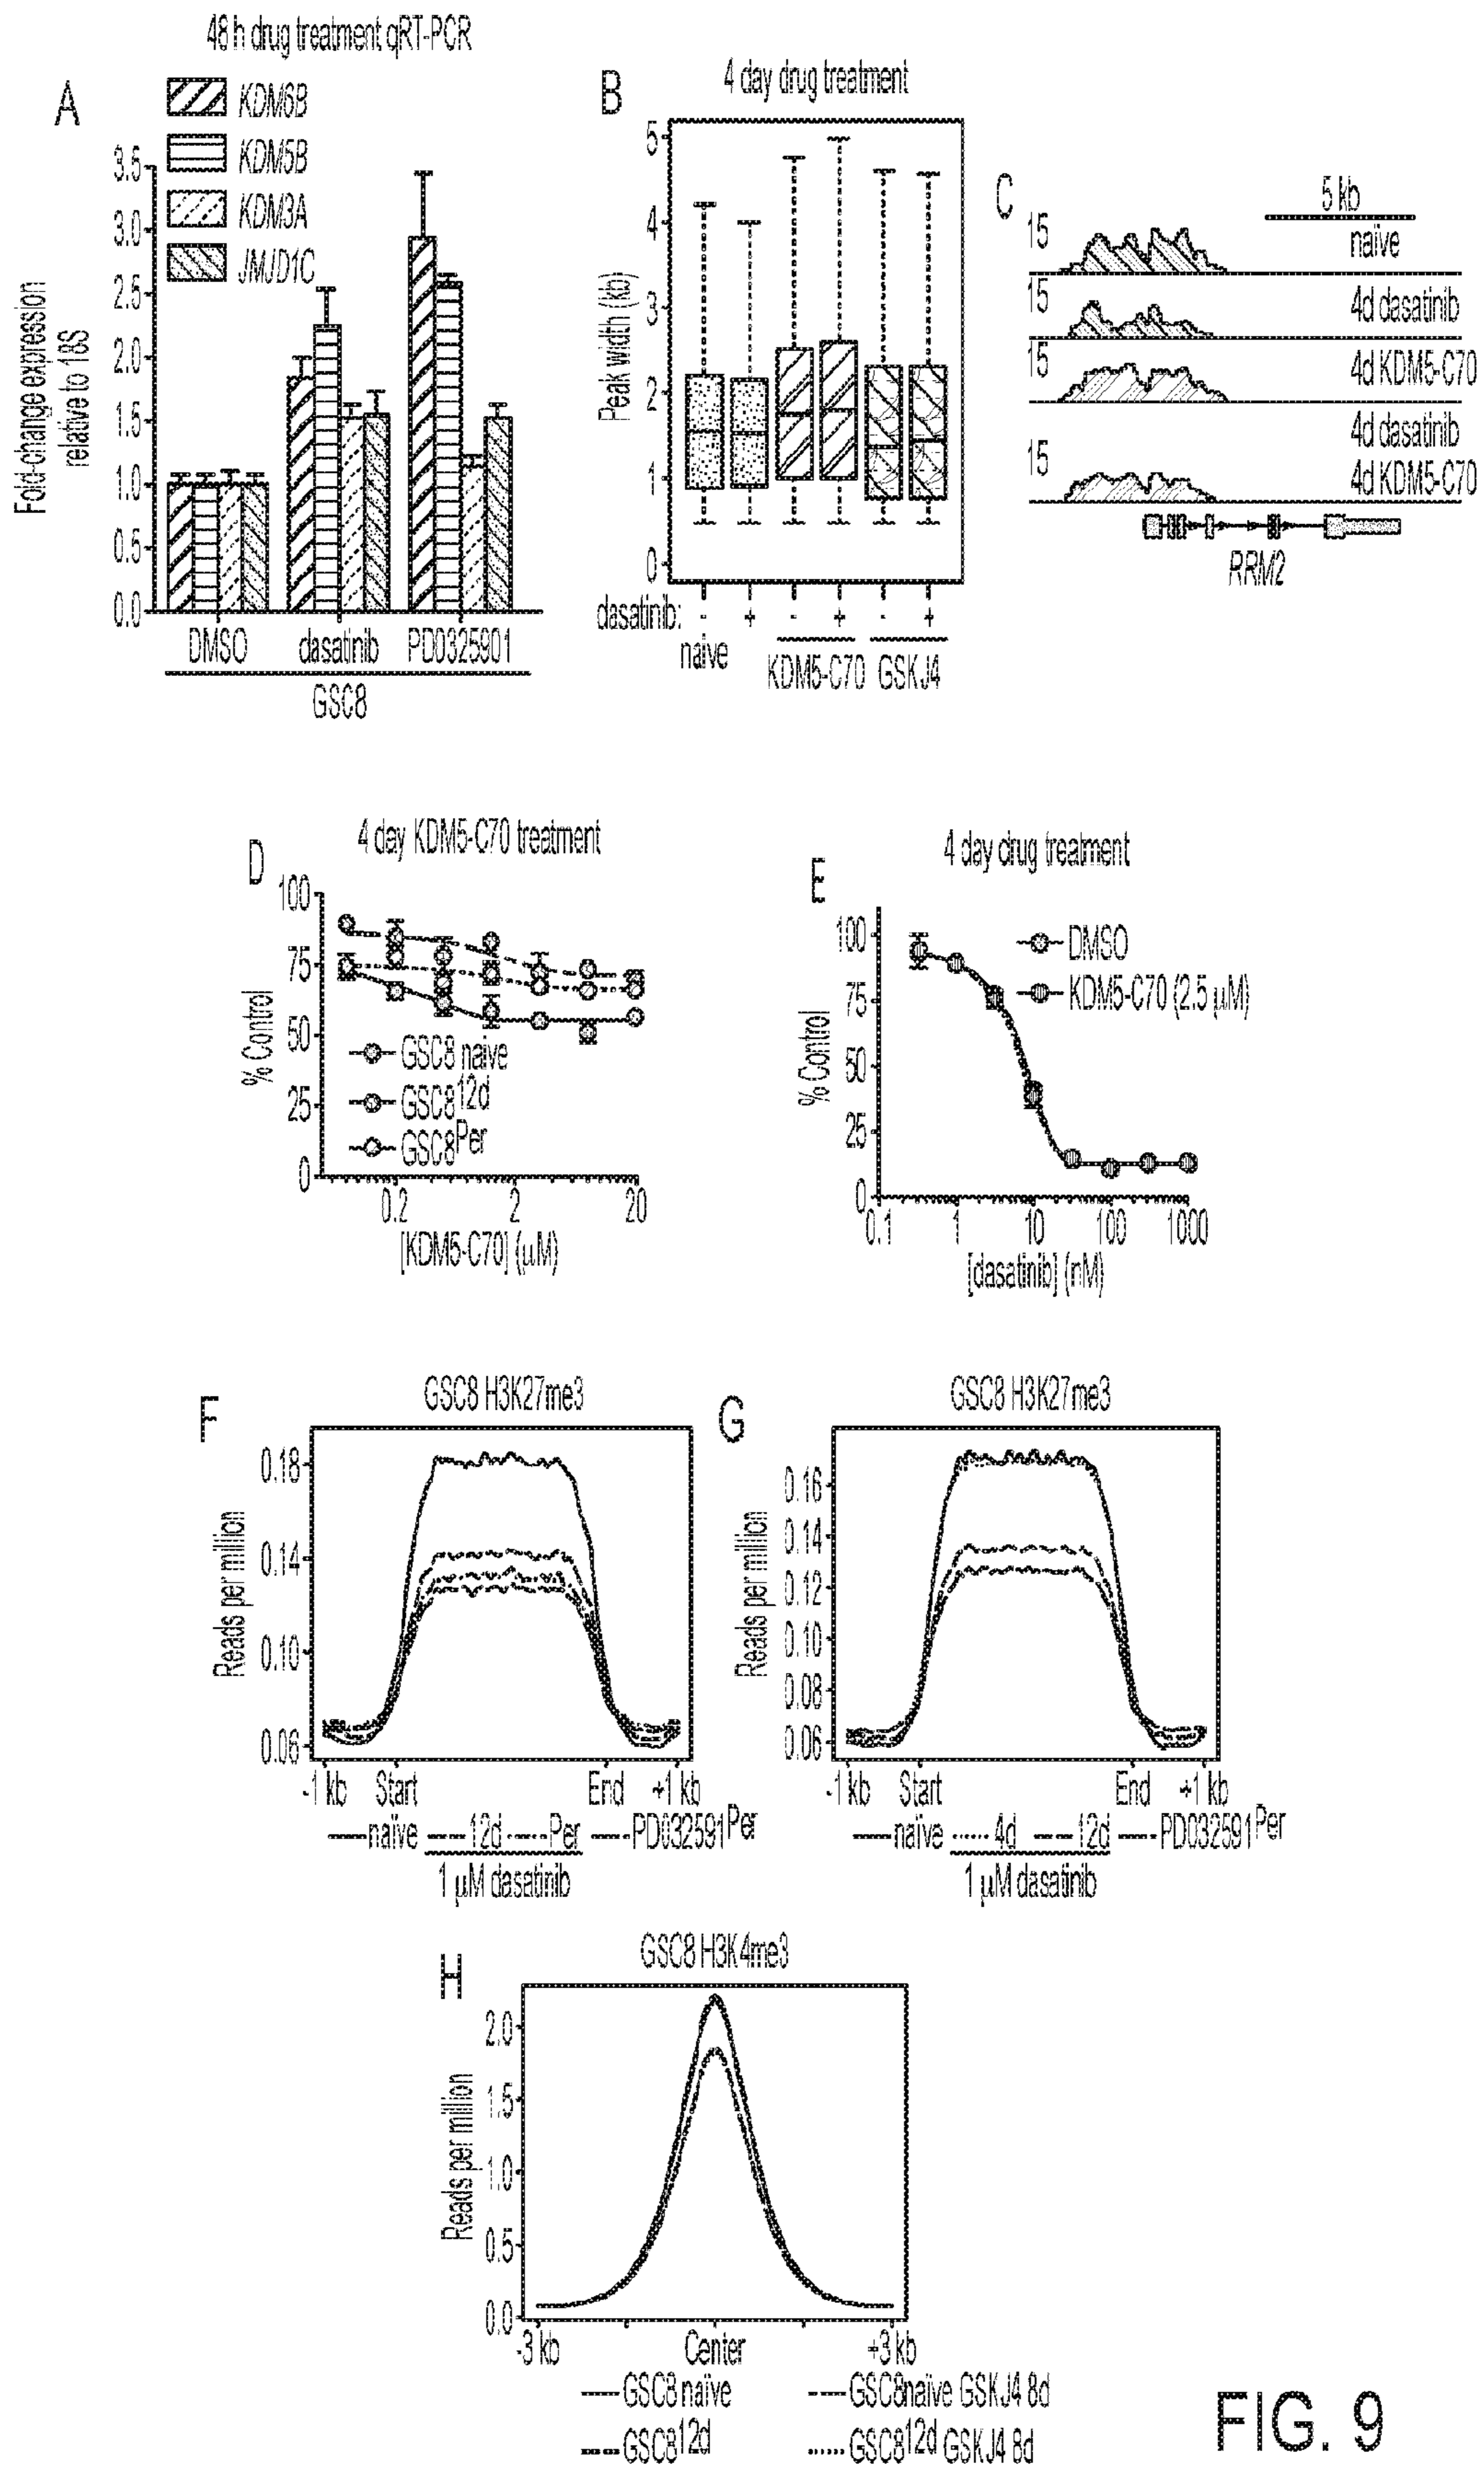 48 h drug treatment qRT-PCR
A
KDM6B
KDM5B
KDM3A
JMJD1C
Fold-change expression
relative to 18S
3.5
3.0
2.5
2.0
1.5
1.0
0.5
0.0
DMSO dasatinib PD0325901
GSC8
B
4 day drug treatment
Peak width (kb)
5
4
3
2
1
0
dasatinib: - + - + - +
naive
KDM5-C70 GSKJ4
C
5 kb
15 naïve
15 4d dasatinib
15 4d KDM5-C70
4d dasatinib
15 4d KDM5-C70
RRM2
D
4 day KDM5-C70 treatment
% Control
100
75
50
25
0
GSC8 naive
GSC8 12d
GSC8 Per
0.2 2 20
[KDM5-C70] (μM)
E
4 day drug treatment
% Control
100
75
50
25
0
DMSO
KDM5-C70 (2.5 μM)
0.1 1 10 100 1000
[dasatinib] (nM)
F
GSC8 H3K27me3
Reads per million
0.18
0.14
0.10
0.06
-1 kb Start End +1 kb
naïve 12d Per PD032591 Per
1 μM dasatinib
G
GSC8 H3K27me3
Reads per million
0.16
0.14
0.12
0.10
0.08
0.06
-1 kb Start End +1 kb
naïve 4d 12d PD032591 Per
1 μM dasatinib
H
GSC8 H3K4me3
Reads per million
2.0
1.5
1.0
0.5
0.0
-3 kb Center +3 kb
GSC8 naïve GSC8naïve GSKJ4 8d
GSC8 12d GSC8 12d GSKJ4 8d
FIG. 9